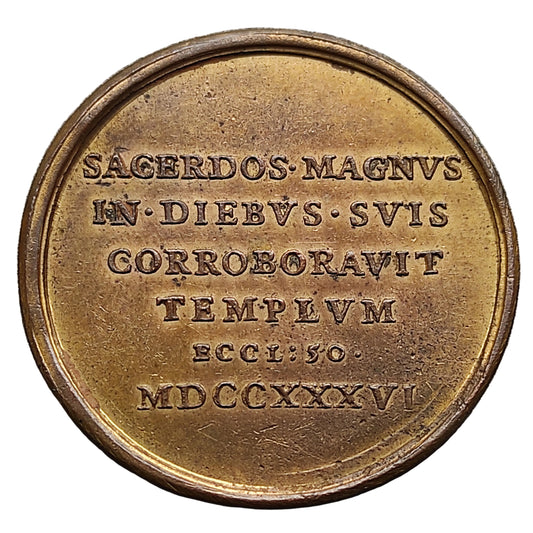 SACERDOS·MAGNVS
IN·DIEBVS·SVIS
CORROBORAVIT
TEMPLVM
ECCL:50·
MDCCXXXVI